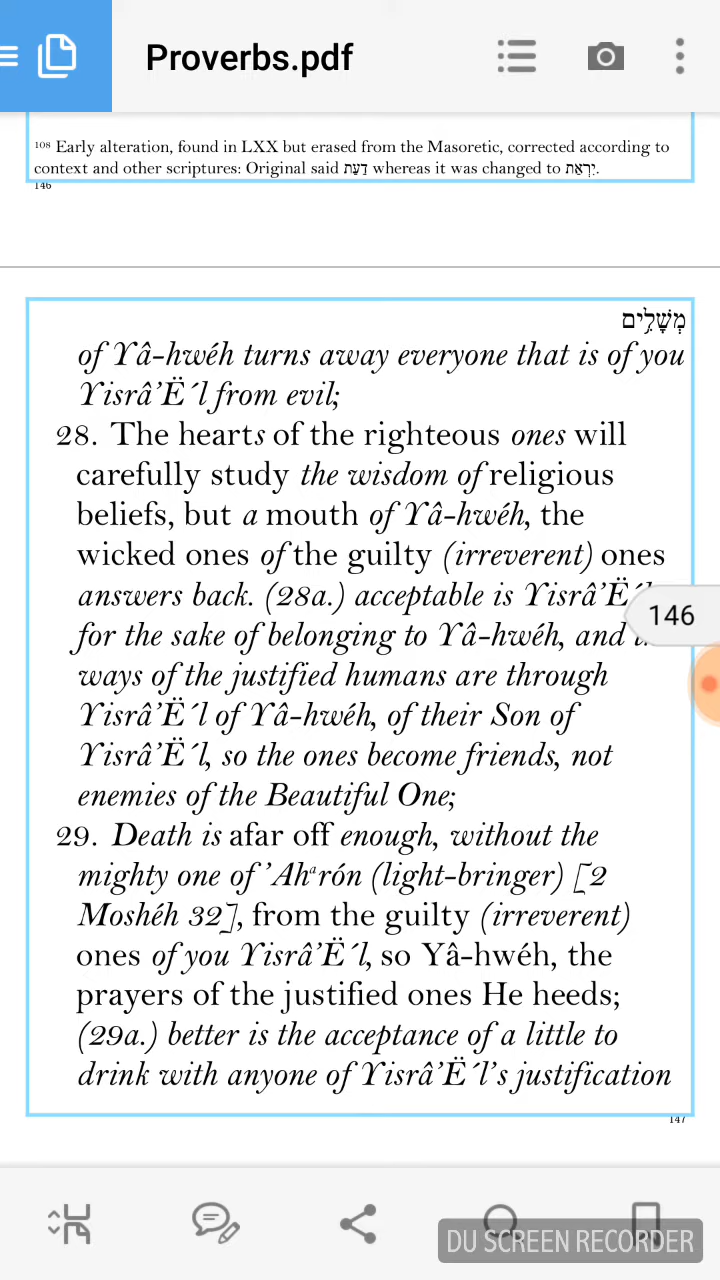 Proverbs.pdf
¹⁰⁸ Early alteration, found in LXX but erased from the Masoretic, corrected according to
context and other scriptures: Original said דַּעַת whereas it was changed to יִרְאַת.
146
מְשָׁלִים
of Yâ-hwéh turns away everyone that is of you
Yisrâ’Ë´l from evil;
28. The hearts of the righteous ones will
carefully study the wisdom of religious
beliefs, but a mouth of Yâ-hwéh, the
wicked ones of the guilty (irreverent) ones
answers back. (28a.) acceptable is Yisrâ’Ë´l
for the sake of belonging to Yâ-hwéh, and
ways of the justified humans are through
Yisrâ’Ë´l of Yâ-hwéh, of their Son of
Yisrâ’Ë´l, so the ones become friends, not
enemies of the Beautiful One;
29. Death is afar off enough, without the
mighty one of ’Ahᵃrón (light-bringer) [2
Moshéh 32], from the guilty (irreverent)
ones of you Yisrâ’Ë´l, so Yâ-hwéh, the
prayers of the justified ones He heeds;
(29a.) better is the acceptance of a little to
drink with anyone of Yisrâ’Ë´l’s justification
146
147
DU SCREEN RECORDER